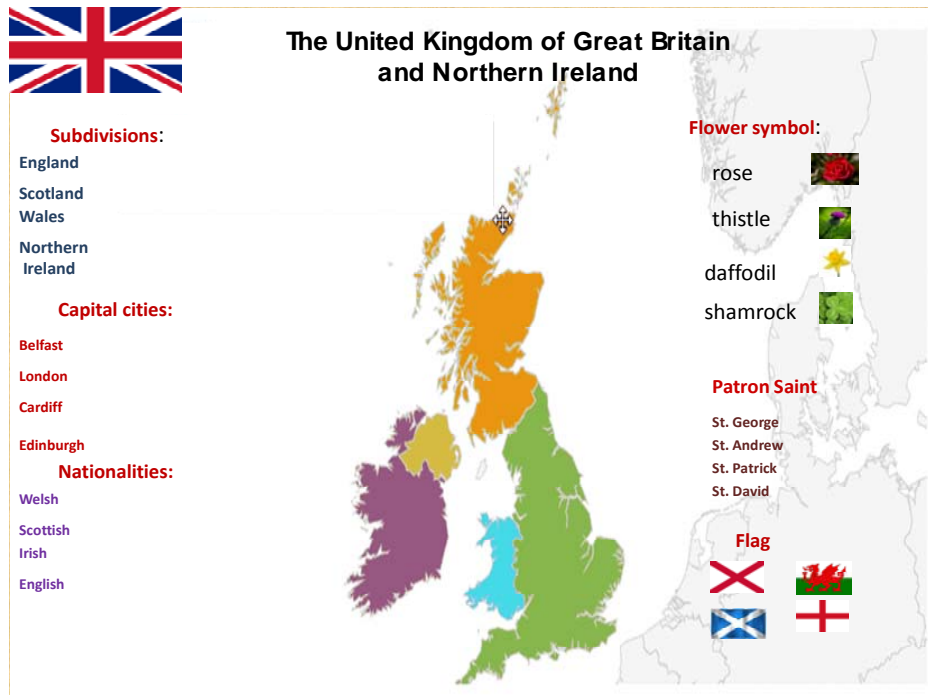 The United Kingdom of Great Britain
and Northern Ireland
Subdivisions:
England
Scotland
Wales
Northern
Ireland
Capital cities:
Belfast
London
Cardiff
Edinburgh
Nationalities:
Welsh
Scottish
Irish
English
Flower symbol:
rose
thistle
daffodil
shamrock
Patron Saint
St. George
St. Andrew
St. Patrick
St. David
Flag